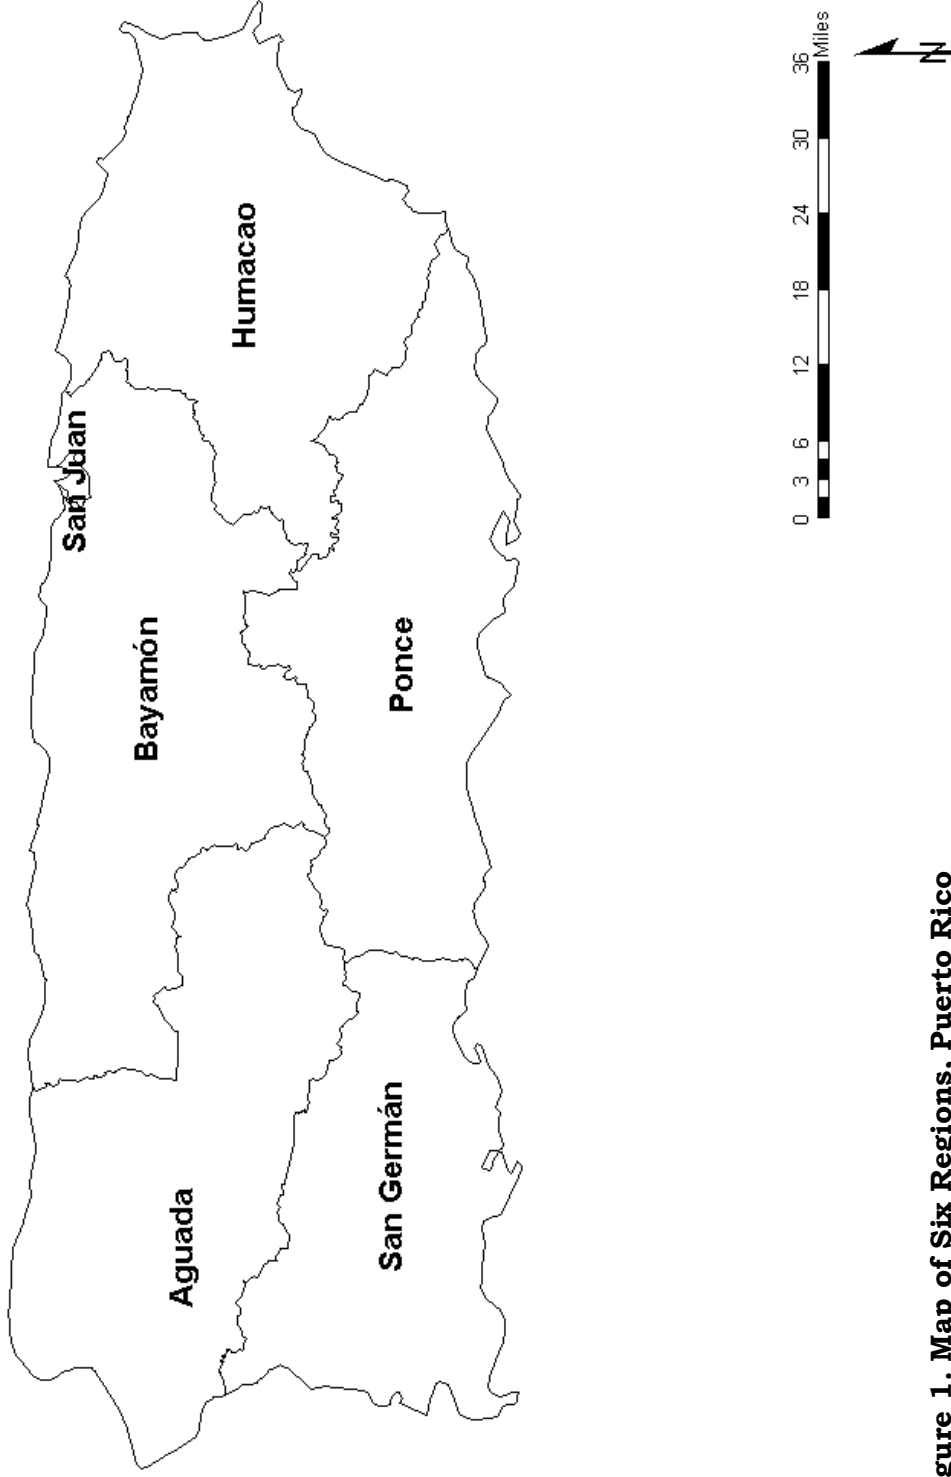 San Juan
Humacao
Bayamón
Aguada
Ponce
San Germán
0 3 6 12 18 24 30 36
Miles
N
gure 1. Map of Six Regions, Puerto Rico